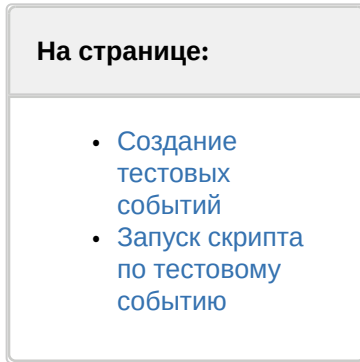 На странице:
• Создание
тестовых
событий
• Запуск скрипта
по тестовому
событию